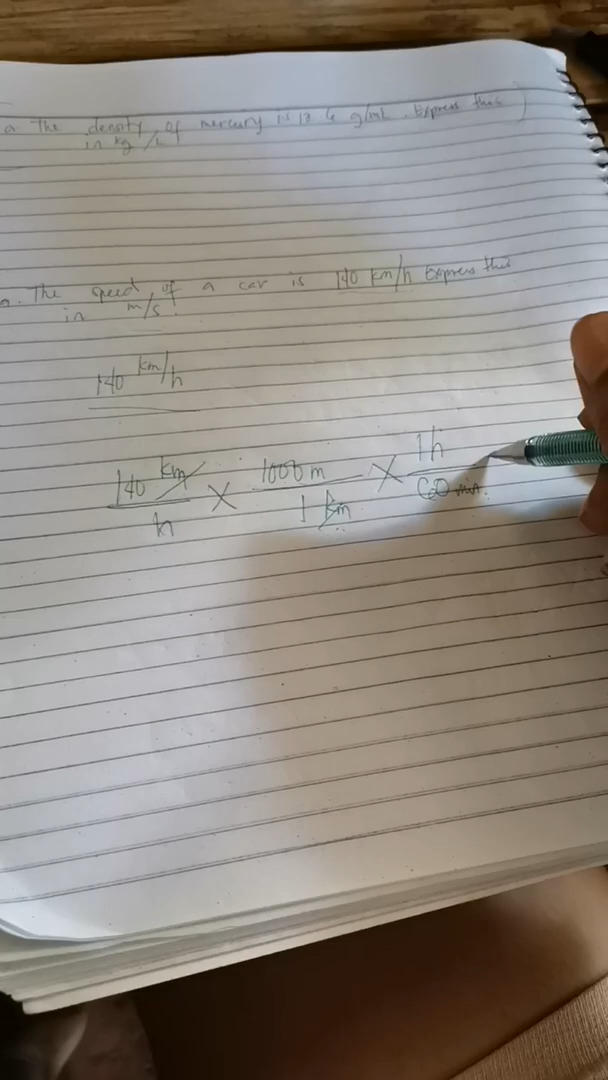 a. The density of mercury is 13.6 g/mL. Express this
in kg/L
a. The speed of a car is 140 km/h Express this
in m/s.
140 km/h
140 km/h × 1000 m/1 km × 1h/60 min.